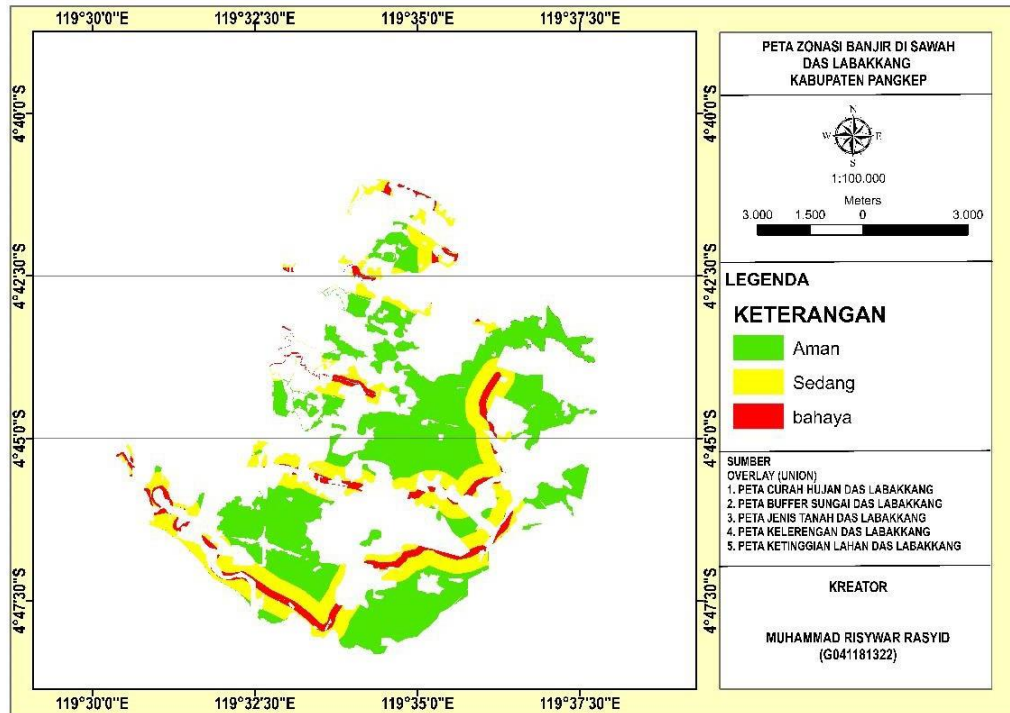 119°30'0"E 119°32'30"E 119°35'0"E 119°37'30"E
4°40'0"S
4°42'30"S
4°45'0"S
4°47'30"S
4°40'0"S
4°42'30"S
4°45'0"S
4°47'30"S
119°30'0"E 119°32'30"E 119°35'0"E 119°37'30"E
PETA ZONASI BANJIR DI SAWAH
DAS LABAKKANG
KABUPATEN PANGKEP
N
W E
S
1:100.000
Meters
3.000 1.500 0 3.000
LEGENDA
KETERANGAN
Aman
Sedang
bahaya
SUMBER
OVERLAY (UNION)
1. PETA CURAH HUJAN DAS LABAKKANG
2. PETA BUFFER SUNGAI DAS LABAKKANG
3. PETA JENIS TANAH DAS LABAKKANG
4. PETA KELERENGAN DAS LABAKKANG
5. PETA KETINGGIAN LAHAN DAS LABAKKANG
KREATOR
MUHAMMAD RISYWAR RASYID
(G041181322)